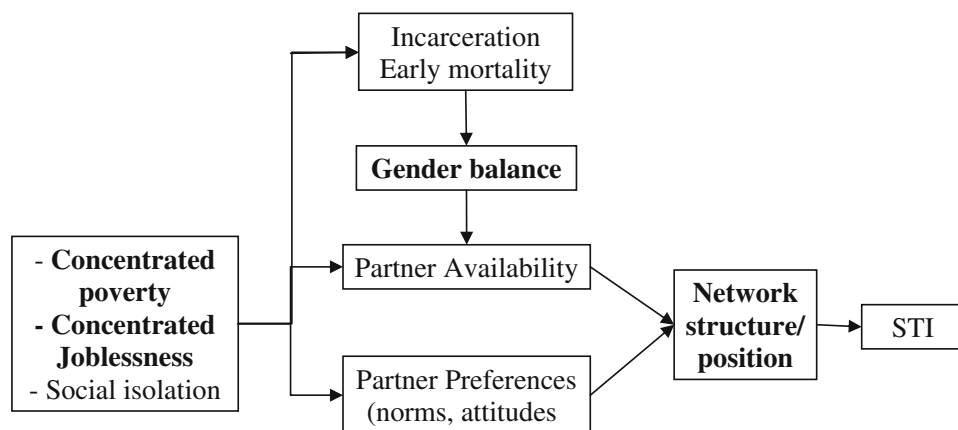 Incarceration
Early mortality
Gender balance
- Concentrated
poverty
- Concentrated
Joblessness
- Social isolation
Partner Availability
Partner Preferences
(norms, attitudes
Network
structure/
position
STI